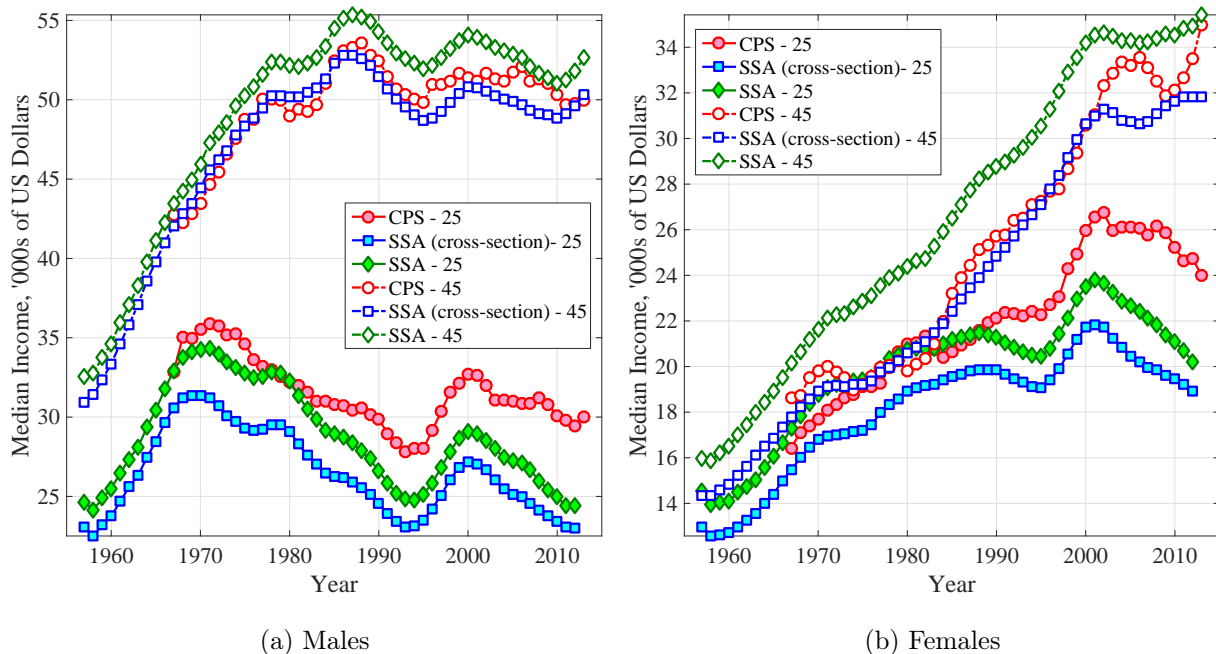 Median Income, '000s of US Dollars
55
50
45
40
35
30
25
CPS - 25
SSA (cross-section)- 25
SSA - 25
CPS - 45
SSA (cross-section) - 45
SSA - 45
1960 1970 1980 1990 2000 2010
Year
(a) Males
Median Income, '000s of US Dollars
34
32
30
28
26
24
22
20
18
16
14
CPS - 25
SSA (cross-section)- 25
SSA - 25
CPS - 45
SSA (cross-section) - 45
SSA - 45
1960 1970 1980 1990 2000 2010
Year
(b) Females